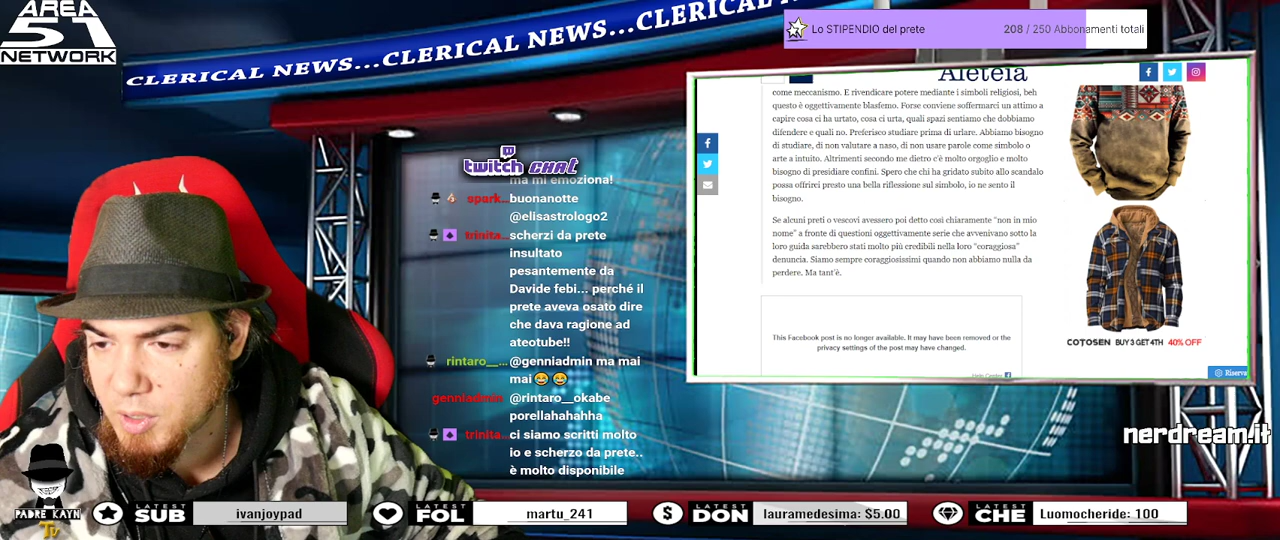 AREA
51
NETWORK
CLERICAL NEWS...CLERICAL NEWS...CLERICAL NEWS
Lo STIPENDIO del prete
208 / 250 Abbonamenti totali
Aleteia
come meccanismo. E rivendicare potere mediante i simboli religiosi, beh
questo è oggettivamente blasfemo. Forse conviene soffermarci un attimo a
capire cosa ci ha urtato, cosa ci urta, quali spazi sentiamo che dobbiamo
difendere e quali no. Preferisco studiare prima di urlare. Abbiamo bisogno
di studiare, di non valutare a naso, di non usare parole come simbolo o
arte a intuito. Altrimenti secondo me dietro c'è molto orgoglio e molto
bisogno di presidiare confini. Spero che chi ha gridato subito allo scandalo
possa offrirci presto una bella riflessione sul simbolo, io ne sento il
bisogno.
Se alcuni preti o vescovi avessero poi detto così chiaramente "non in mio
nome" a fronte di questioni oggettivamente serie che avvenivano sotto la
loro guida sarebbero stati molto più credibili nella loro "coraggiosa"
denuncia. Siamo sempre coraggiosissimi quando non abbiamo nulla da
perdere. Ma tant'è.
This Facebook post is no longer available. It may have been removed or the
privacy settings of the post may have changed.
Help Center
COTOSEN BUY 3 GET 4TH 40% OFF
Riserva
twitch CHAT
ma mi emoziona!
spark... buonanotte
@elisastrologo2
trinita... scherzi da prete
insultato
pesantemente da
Davide febi... perché il
prete aveva osato dire
che dava ragione ad
ateotube!!
rintaro__... @genniadmin ma mai
mai
genniadmin @rintaro__okabe
porellahahahha
trinita... ci siamo scritti molto
io e scherzo da prete..
è molto disponibile
nerdream.it
PADRE KAYN
Tv
LATEST
SUB
ivanjoypad
LATEST
FOL
martu_241
LATEST
DON
lauramedesima: $5.00
LATEST
CHE
Luomocheride: 100